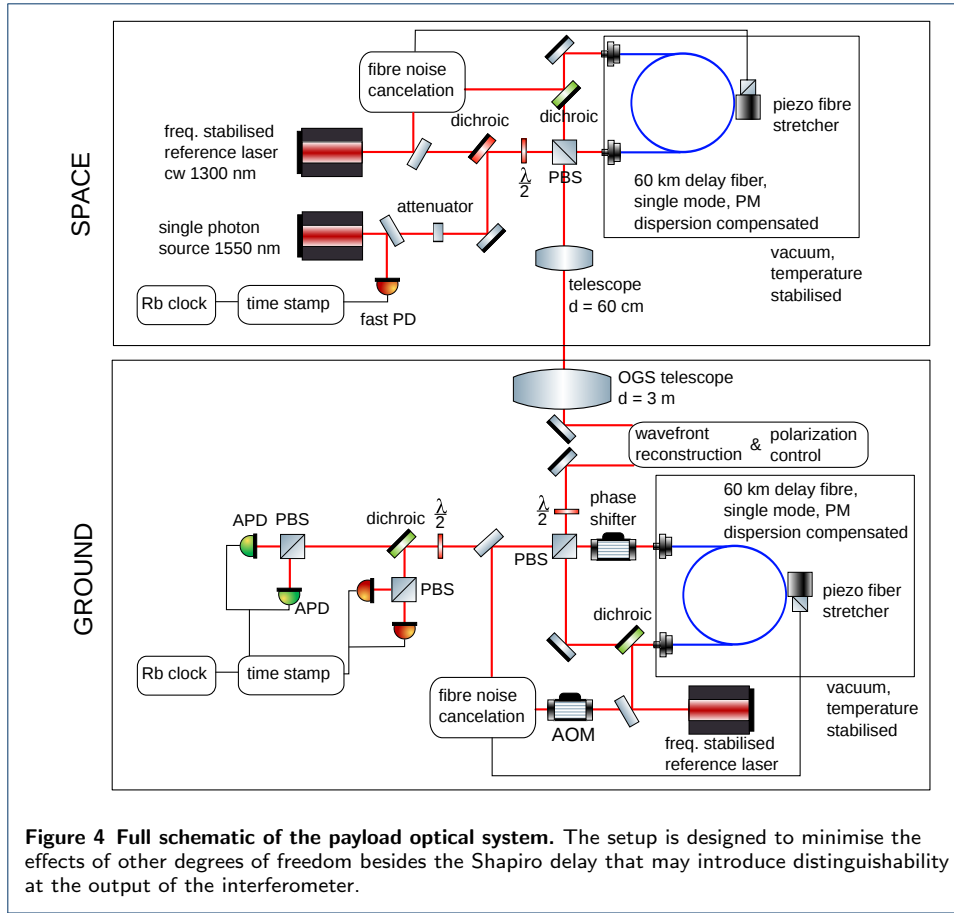 SPACE
fibre noise
cancelation
dichroic
dichroic
piezo fibre
stretcher
freq. stabilised
reference laser
cw 1300 nm
λ
2
PBS
60 km delay fiber,
single mode, PM
dispersion compensated
attenuator
single photon
source 1550 nm
vacuum,
temperature
stabilised
telescope
d = 60 cm
Rb clock
time stamp
fast PD
GROUND
OGS telescope
d = 3 m
wavefront
reconstruction
& polarization
control
λ
2
phase
shifter
60 km delay fibre,
single mode, PM
dispersion compensated
APD
PBS
dichroic
λ
2
PBS
PBS
APD
piezo fiber
stretcher
dichroic
Rb clock
time stamp
fibre noise
cancelation
AOM
freq. stabilised
reference laser
vacuum,
temperature
stabilised
Figure 4 Full schematic of the payload optical system. The setup is designed to minimise the
effects of other degrees of freedom besides the Shapiro delay that may introduce distinguishability
at the output of the interferometer.